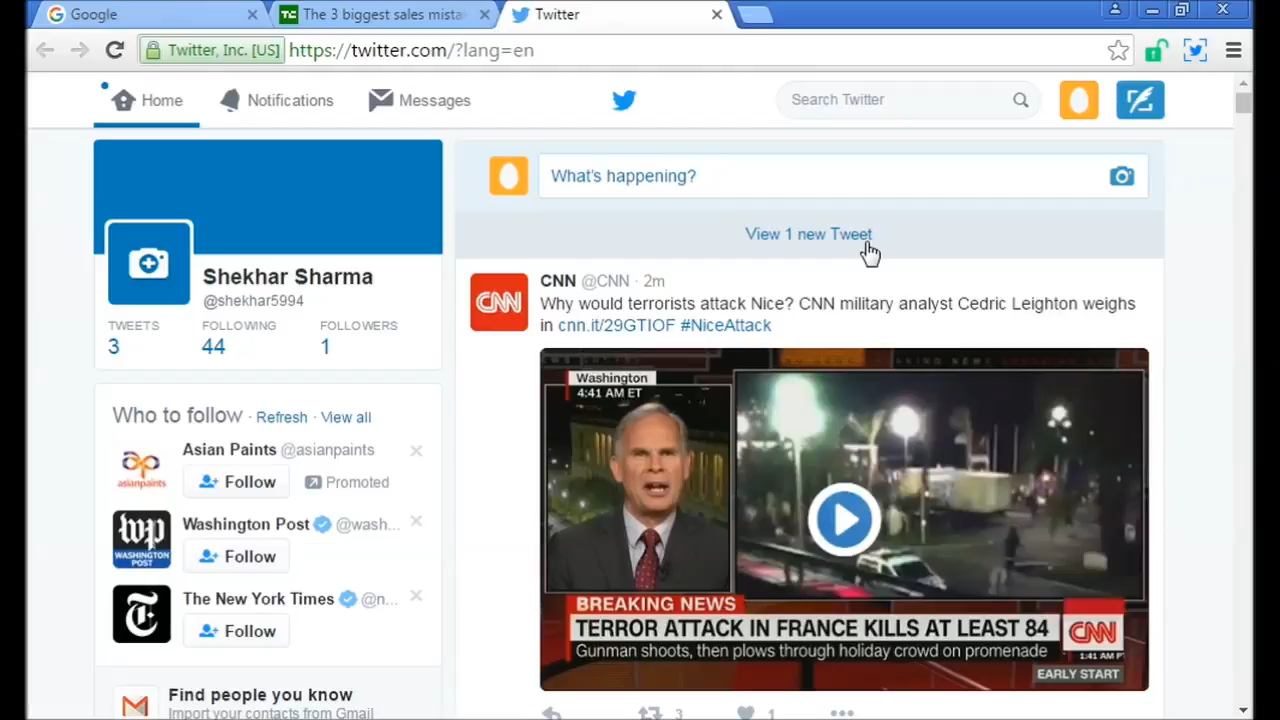 Google
The 3 biggest sales mista
Twitter
Twitter, Inc. [US] https://twitter.com/?lang=en
Home
Notifications
Messages
Search Twitter
What's happening?
View 1 new Tweet
Shekhar Sharma
@shekhar5994
TWEETS FOLLOWING FOLLOWERS
3 44 1
Who to follow · Refresh · View all
Asian Paints @asianpaints
Follow
Promoted
asianpaints
Washington Post @wash...
Follow
wp
WASHINGTON
POST
The New York Times @n...
Follow
Find people you know
Import your contacts from Gmail
CNN @CNN · 2m
Why would terrorists attack Nice? CNN military analyst Cedric Leighton weighs
in cnn.it/29GTIOF #NiceAttack
CNN
Washington
4:41 AM ET
BREAKING NEWS
TERROR ATTACK IN FRANCE KILLS AT LEAST 84
Gunman shoots, then plows through holiday crowd on promenade
CNN
EARLY START
3 1